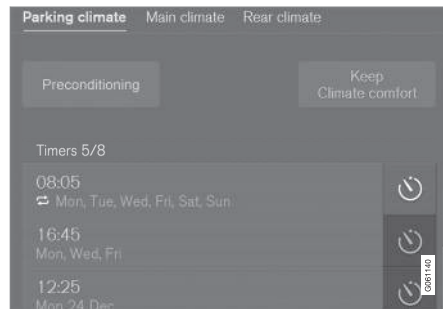 Parking climate Main climate Rear climate
Preconditioning
Keep
Climate comfort
Timers 5/8
08:05
Mon, Tue, Wed, Fri, Sat, Sun
16:45
Mon, Wed, Fri
12:25
Mon 24 Dec
G061140